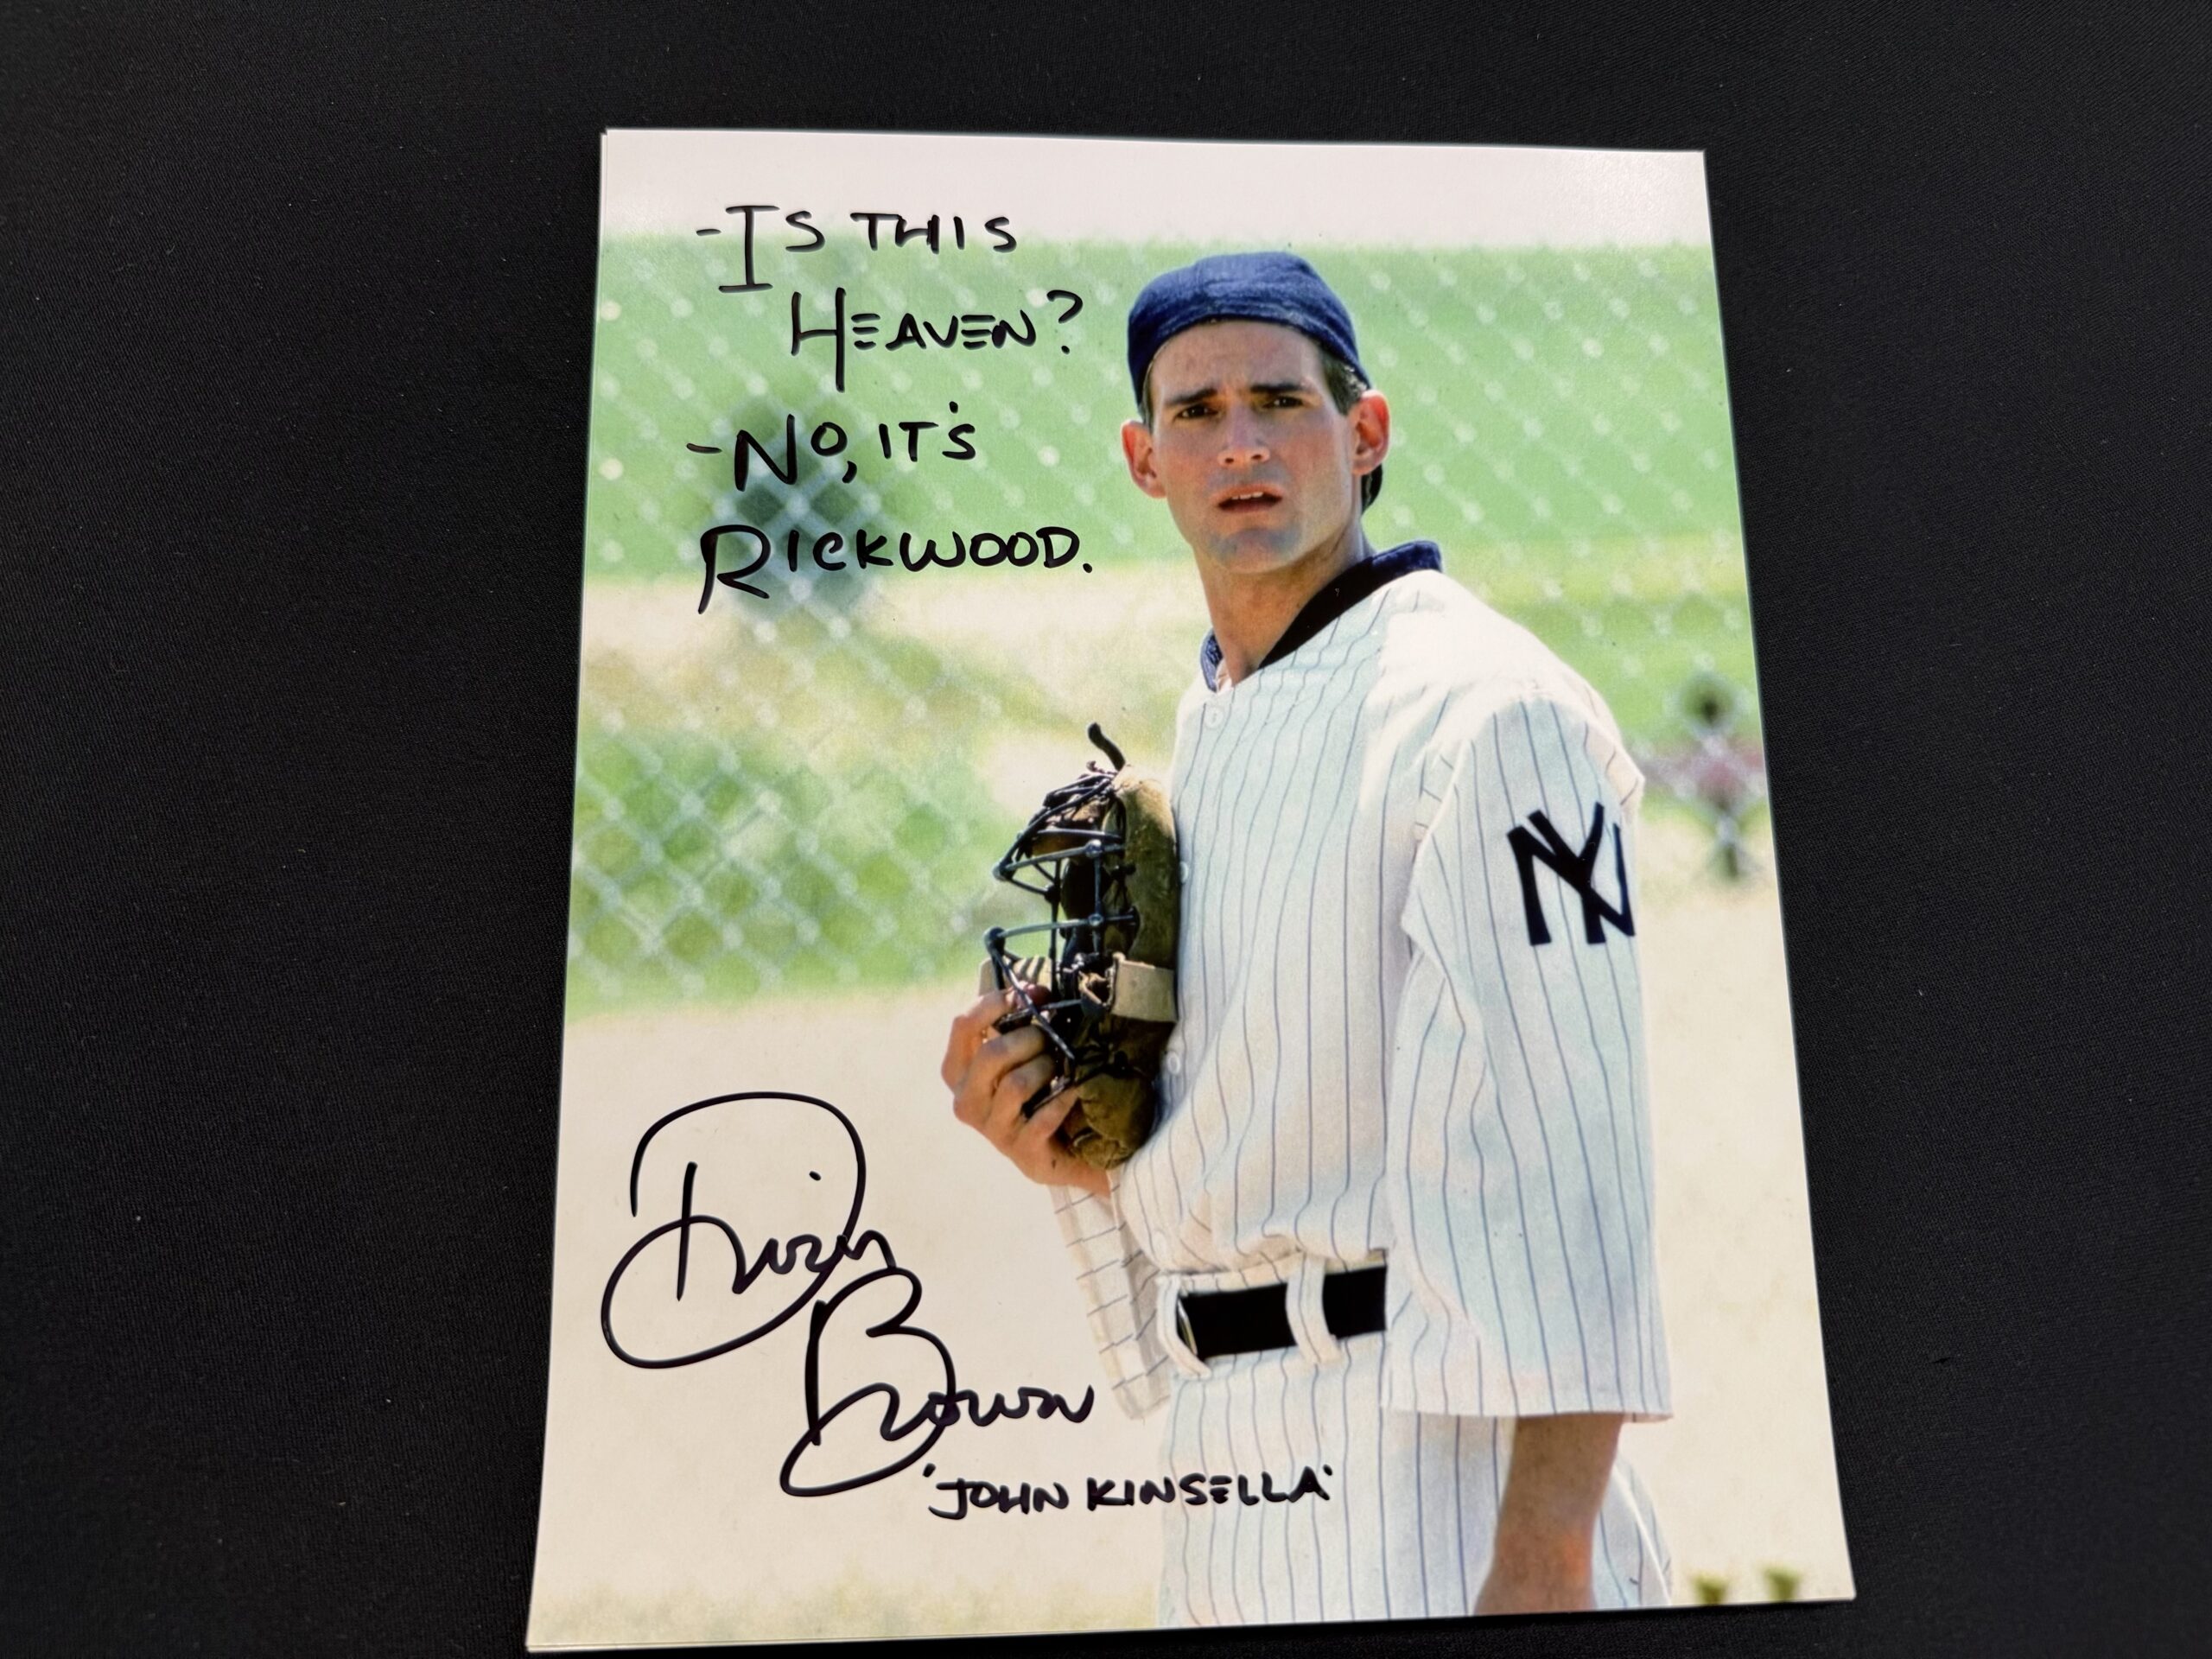 -IS THIS
HEAVEN?
-NO, IT'S
RICKWOOD.
NY
Dwier
Brown
'JOHN KINSELLA'